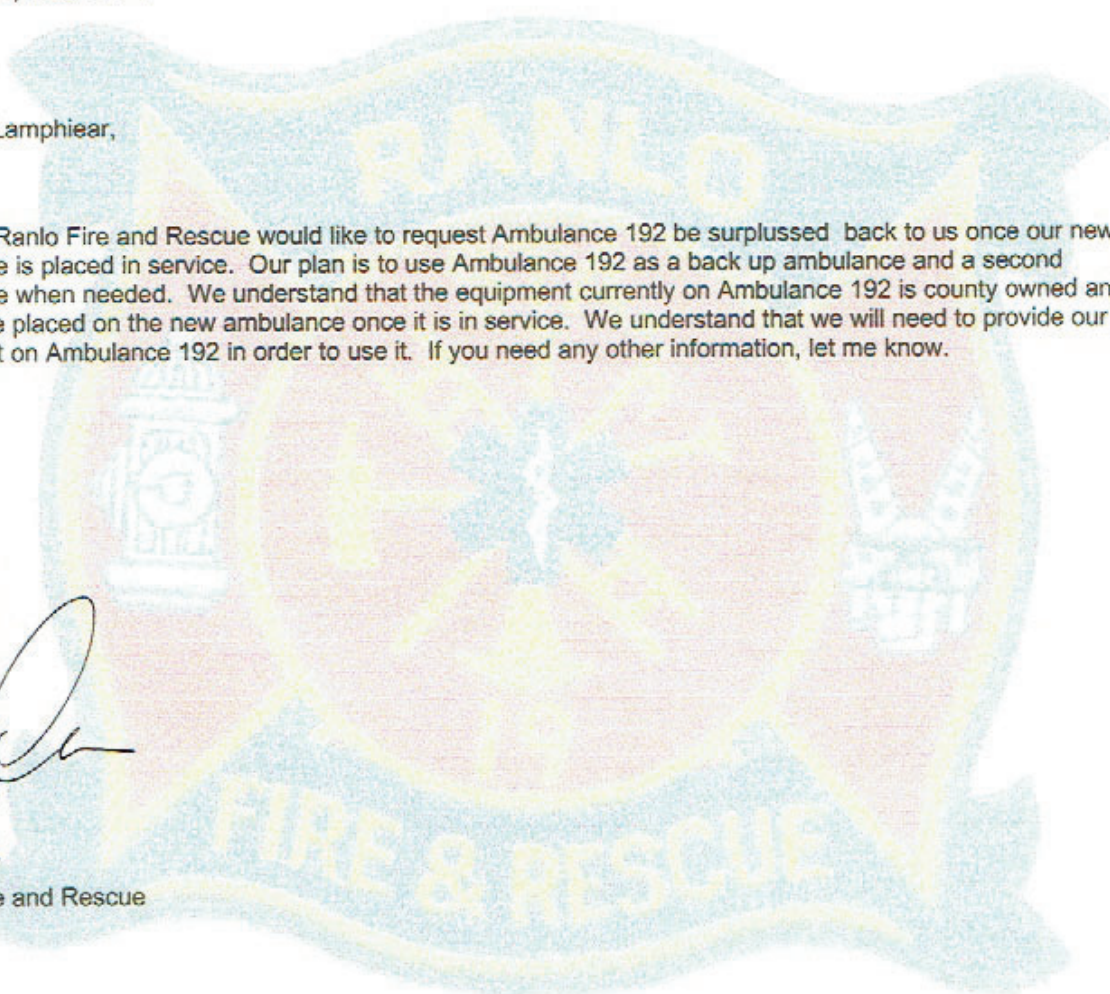 Lamphiear,
Ranlo Fire and Rescue would like to request Ambulance 192 be surplussed back to us once our new
e is placed in service. Our plan is to use Ambulance 192 as a back up ambulance and a second
e when needed. We understand that the equipment currently on Ambulance 192 is county owned an
e placed on the new ambulance once it is in service. We understand that we will need to provide our
t on Ambulance 192 in order to use it. If you need any other information, let me know.
e and Rescue
RANLO
19
FIRE & RESCUE